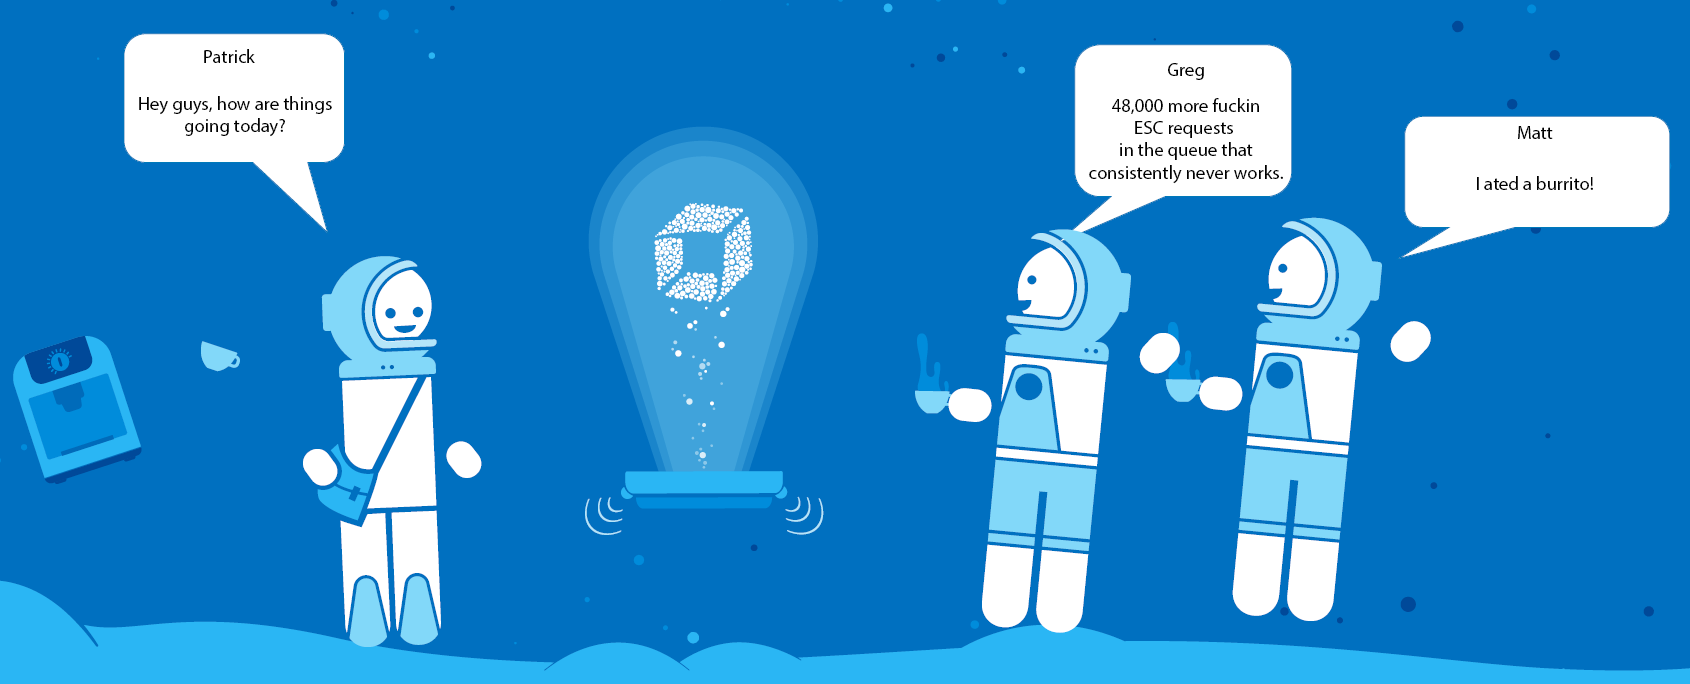 Patrick
Hey guys, how are things
going today?
Greg
48,000 more fuckin
ESC requests
in the queue that
consistently never works.
Matt
I ated a burrito!